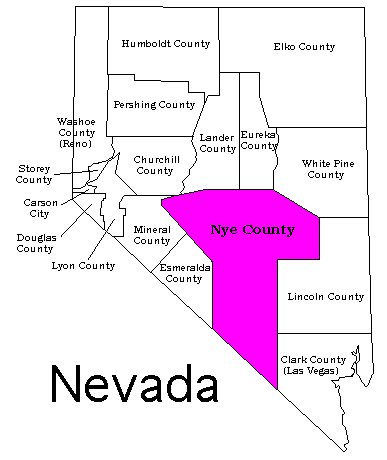 Humboldt County
Elko County
Pershing County
Washoe
County
(Reno)
Lander
County
Eureka
County
Churchill
County
White Pine
County
Storey
County
Carson
City
Douglas
County
Lyon County
Mineral
County
Nye County
Esmeralda
County
Lincoln County
Clark County
(Las Vegas)
Nevada